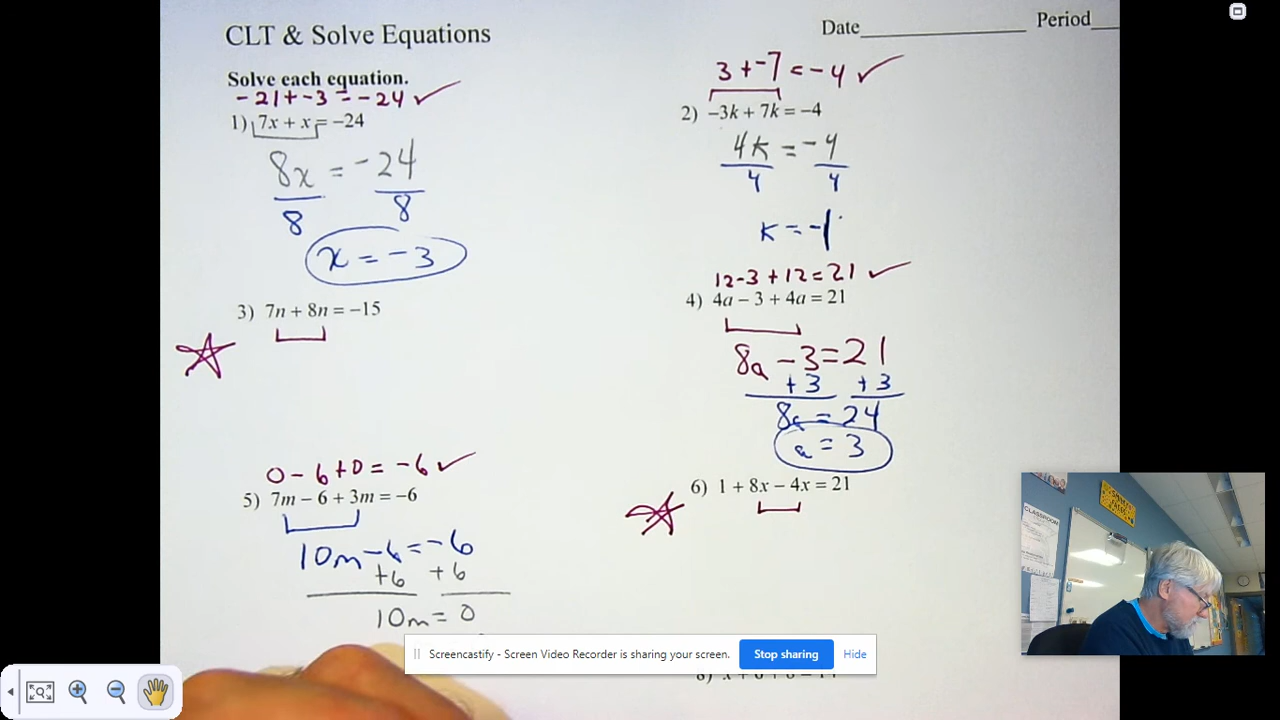 CLT & Solve Equations
Date____________________ Period___
Solve each equation.
-21+-3=-24 ✓
1) 7x + x = −24
8x = -24
8 8
x = -3
3 + -7 = -4 ✓
2) −3k + 7k = −4
4k = -4
4 4
k = -1
3) 7n + 8n = −15
12-3+12=21 ✓
4) 4a − 3 + 4a = 21
8a - 3 = 21
+3 +3
8a = 24
a = 3
0-6+0=-6 ✓
5) 7m − 6 + 3m = −6
10m - 6 = -6
+6 +6
10m = 0
6) 1 + 8x − 4x = 21
CLASSROOM
Screencastify - Screen Video Recorder is sharing your screen.
Stop sharing
Hide